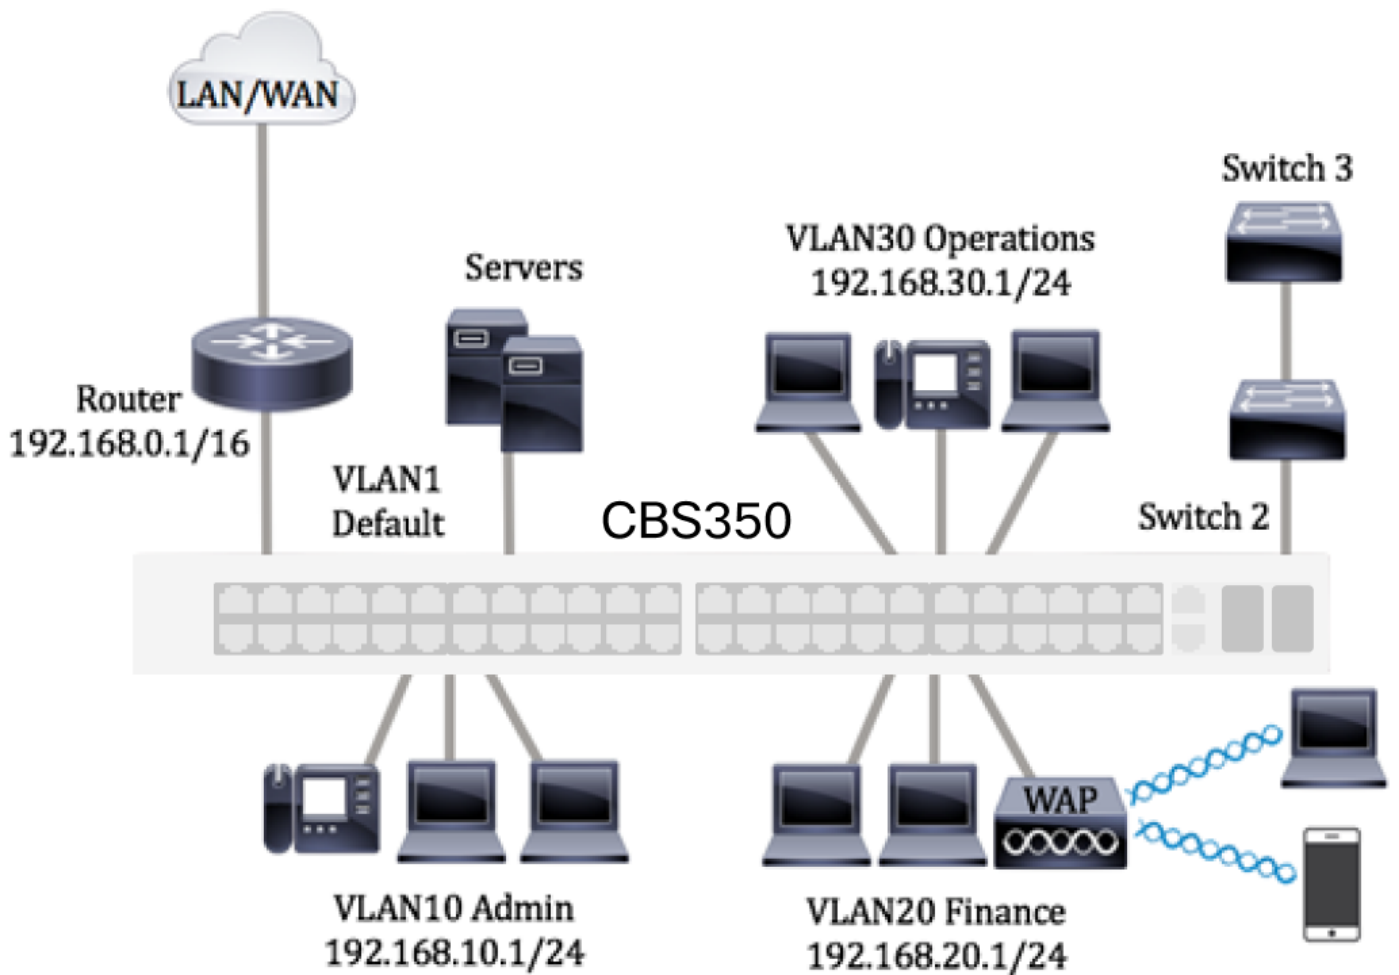 LAN/WAN
Switch 3
VLAN30 Operations
192.168.30.1/24
Servers
Router
192.168.0.1/16
VLAN1
Default
CBS350
Switch 2
WAP
VLAN10 Admin
192.168.10.1/24
VLAN20 Finance
192.168.20.1/24